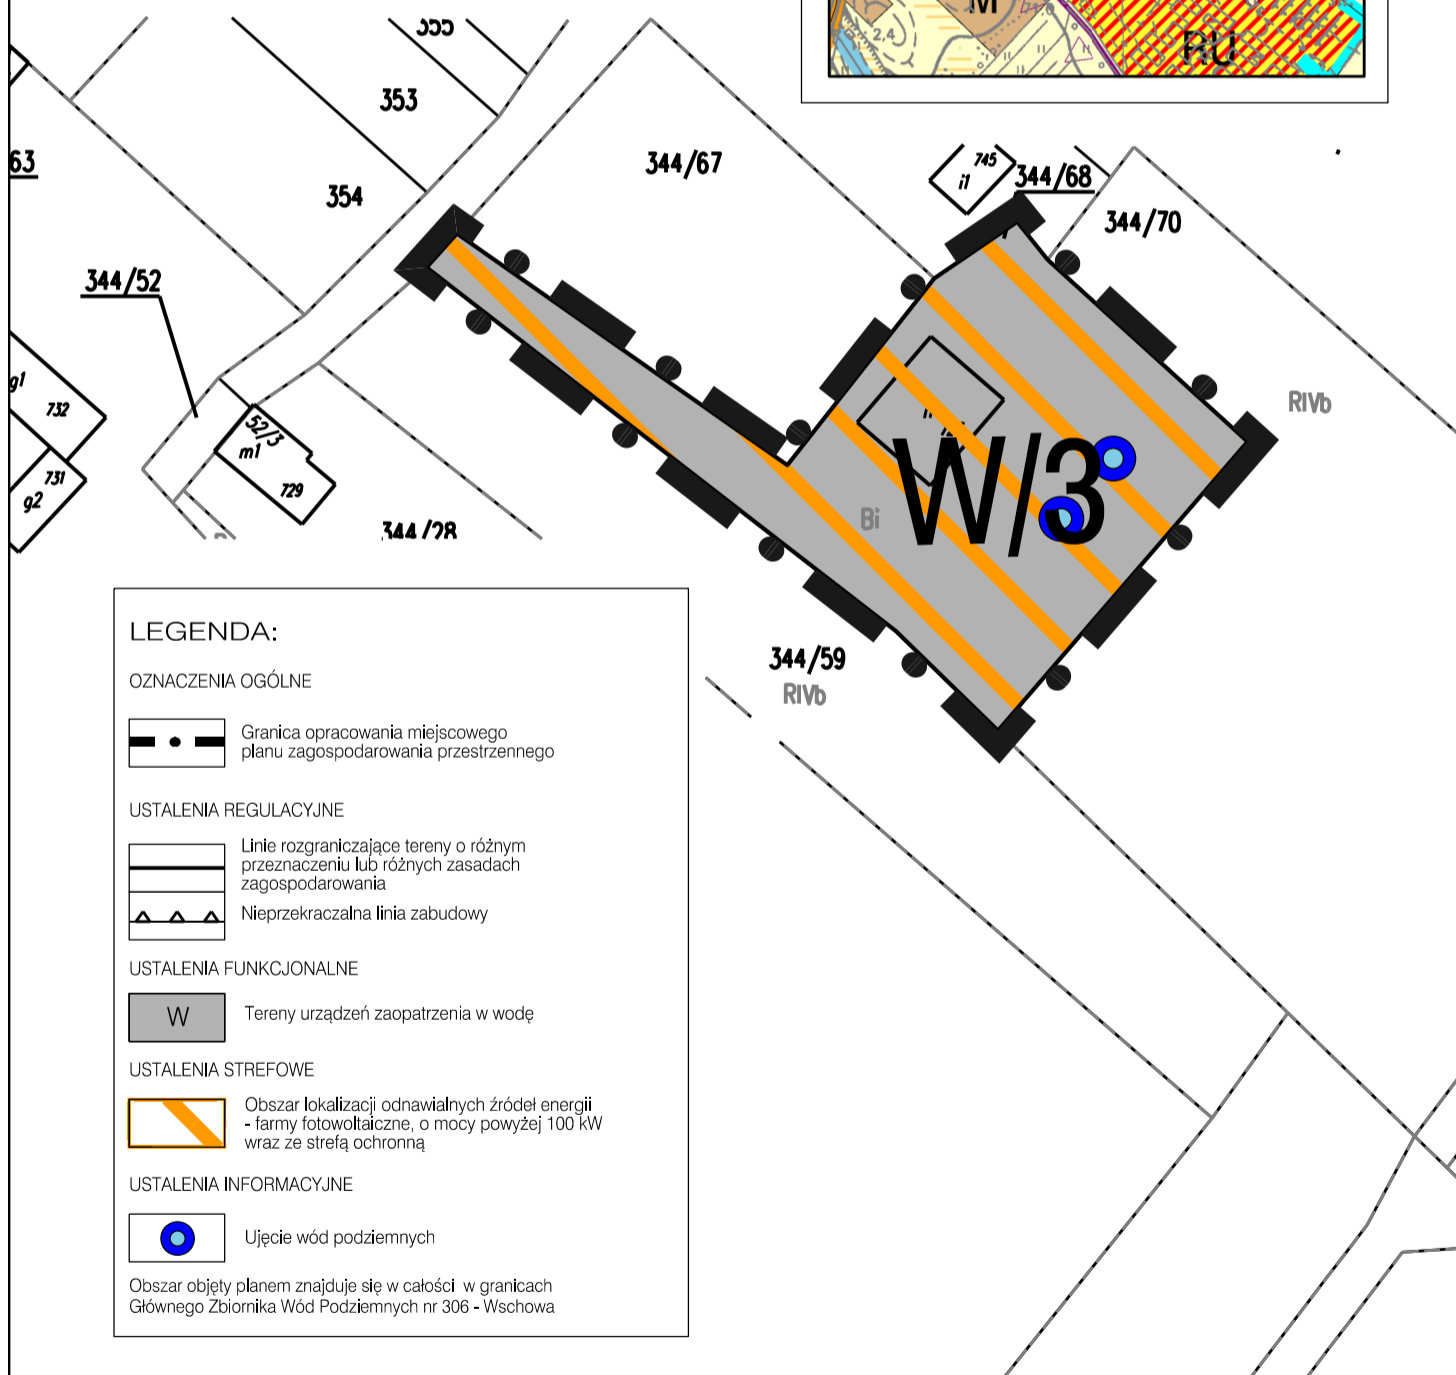 M
2,4
RU
355
353
63
354
344/67
745
i1
344/68
344/70
344/52
g1
732
731
g2
52/3
m1
729
344/28
RIVb
W/3
Bi
344/59
RIVb
LEGENDA:
OZNACZENIA OGÓLNE
Granica opracowania miejscowego
planu zagospodarowania przestrzennego
USTALENIA REGULACYJNE
Linie rozgraniczające tereny o różnym
przeznaczeniu lub różnych zasadach
zagospodarowania
Nieprzekraczalna linia zabudowy
USTALENIA FUNKCJONALNE
W
Tereny urządzeń zaopatrzenia w wodę
USTALENIA STREFOWE
Obszar lokalizacji odnawialnych źródeł energii
- farmy fotowoltaiczne, o mocy powyżej 100 kW
wraz ze strefą ochronną
USTALENIA INFORMACYJNE
Ujęcie wód podziemnych
Obszar objęty planem znajduje się w całości w granicach
Głównego Zbiornika Wód Podziemnych nr 306 - Wschowa